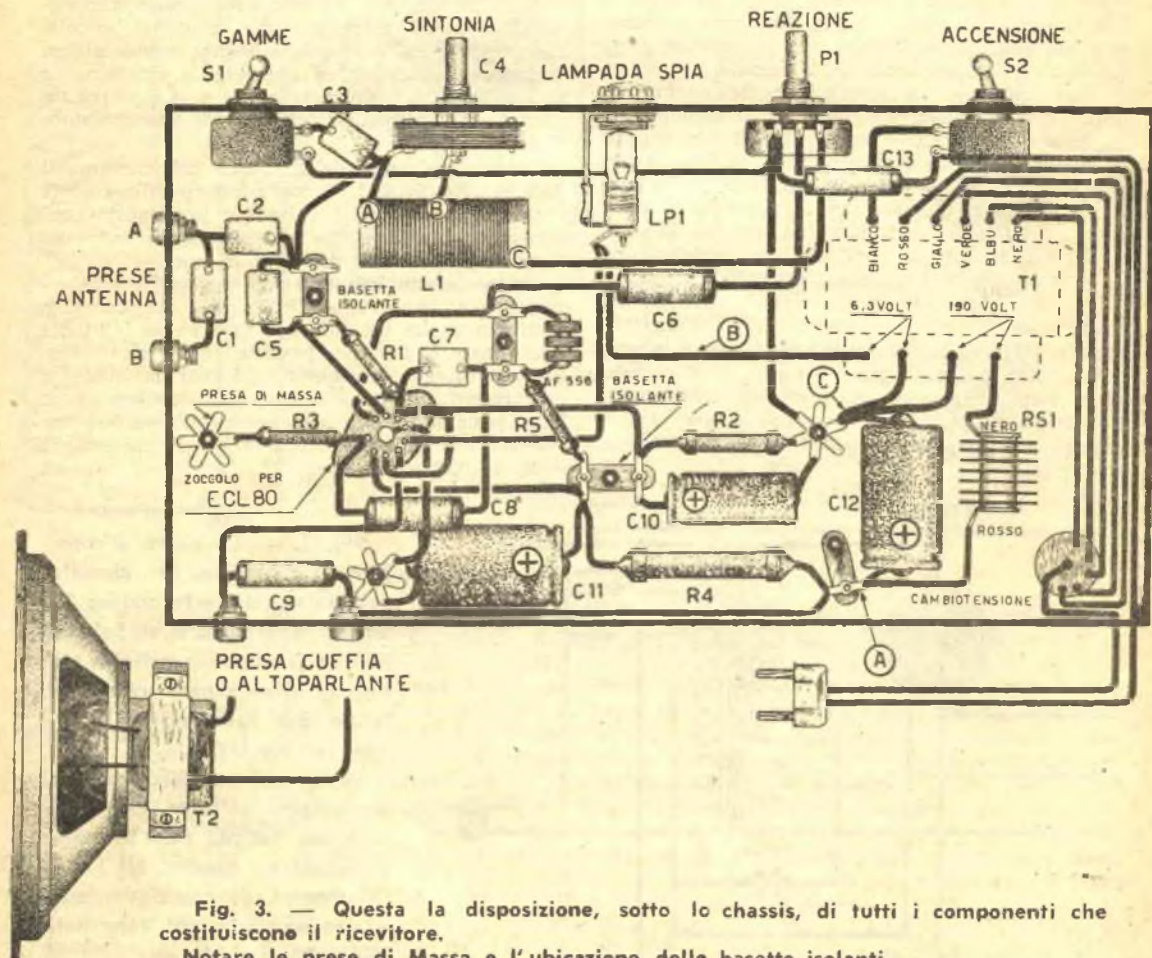 GAMME
S1
SINTONIA
C4
LAMPADA SPIA
REAZIONE
P1
ACCENSIONE
S2
C3
C13
A
C2
A
B
LP1
BIANCO
ROSSO
GIALLO
VERDE
BLBU
NERO
T1
PRESE
ANTENNA
C1
C5
BASETTA
ISOLANTE
L1
C
C6
6.3 VOLT
190 VOLT
B
B
R1
C7
AF 556
BASETTA
ISOLANTE
C
PRESA DI MASSA
R3
R5
R2
NERO
RS1
ZOCCOLO PER
ECL80
C8
C10
C12
ROSSO
C9
C11
R4
CAMBIOTENSIONE
A
PRESA CUFFIA
O ALTOPARLANTE
T2
Fig. 3. — Questa la disposizione, sotto lo chassis, di tutti i componenti che
costituiscono il ricevitore.
Notare le prese di Massa e l'ubicazione delle basette isolanti